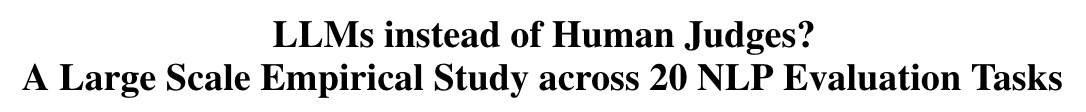 LLMs instead of Human Judges?
A Large Scale Empirical Study across 20 NLP Evaluation Tasks